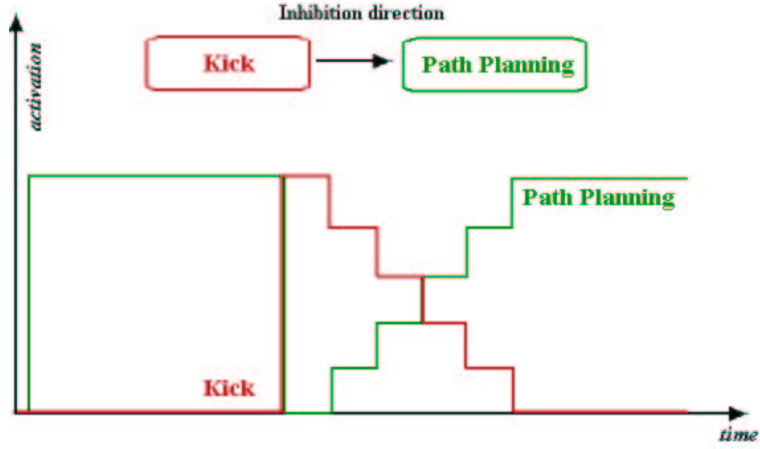 Inhibition direction
Kick
Path Planning
activation
Path Planning
Kick
time